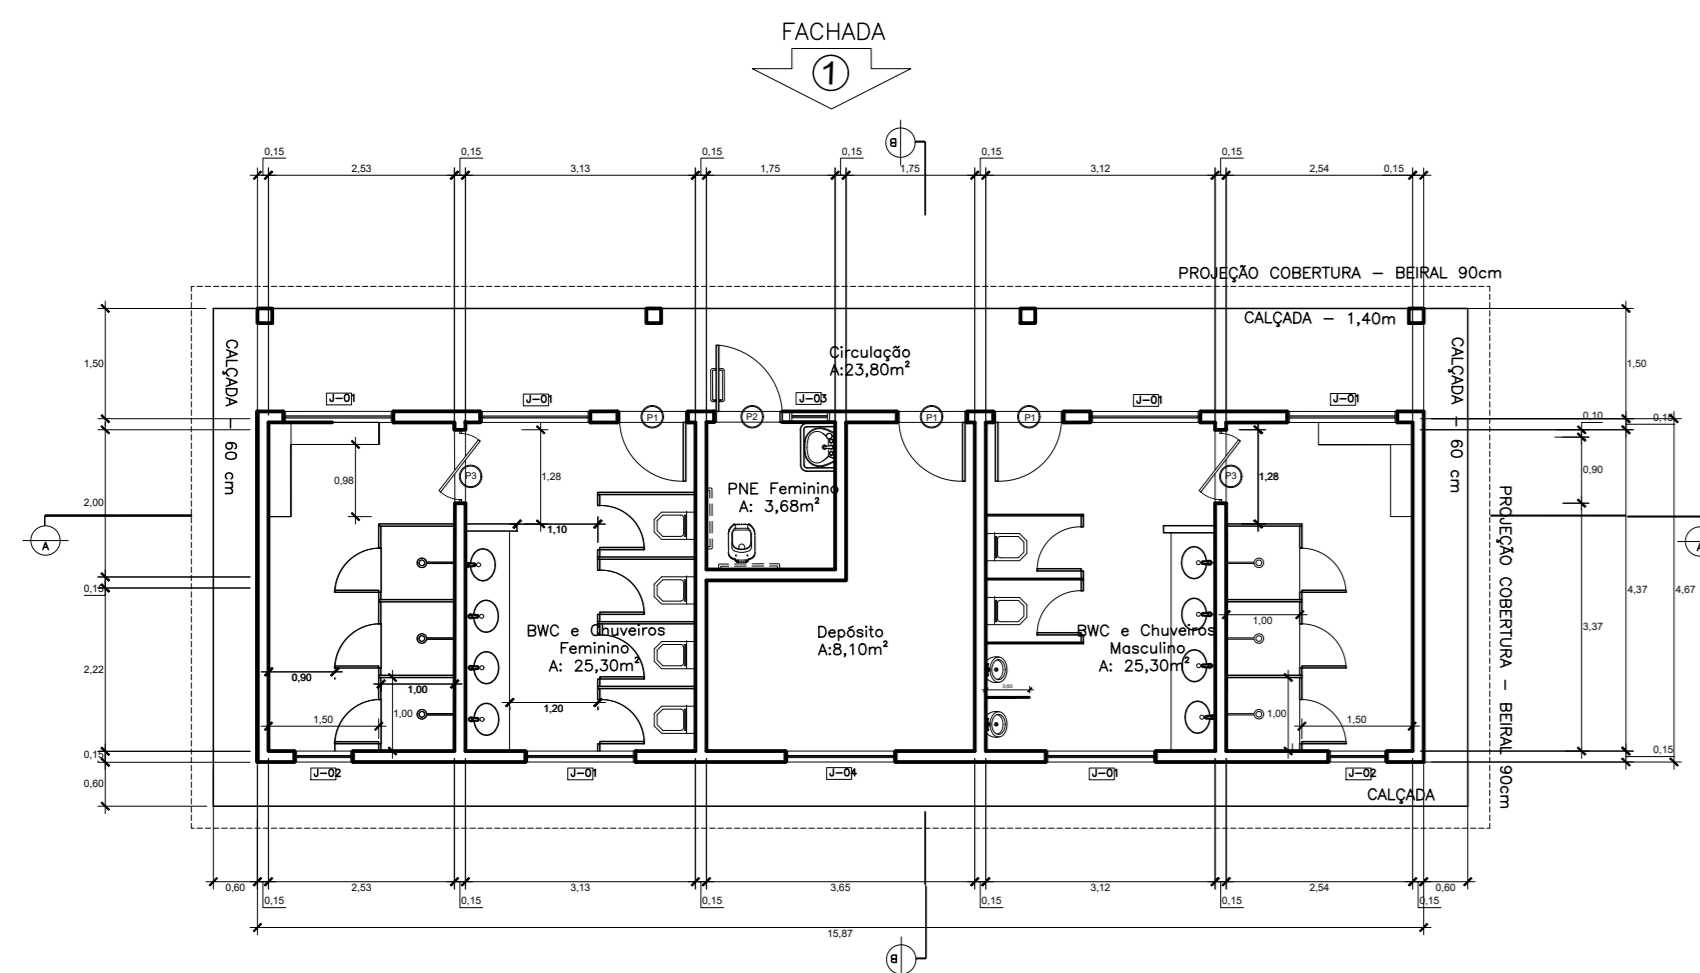 FACHADA
1
B
0,15
0,15
0,15
0,15
0,15
0,15
2,53
3,13
1,75
1,75
3,12
2,54
0,15
PROJEÇÃO COBERTURA – BEIRAL 90cm
CALÇADA – 1,40m
CALÇADA – 60 cm
CALÇADA – 60 cm
Circulação
A:23,80m²
1,50
1,50
J-01
J-01
J-03
J-01
J-01
P1
P2
P1
P1
0,10
0,15
P3
P3
0,98
1,28
1,28
0,90
2,00
PNE Feminino
A: 3,68m²
1,10
A
A
PROJEÇÃO COBERTURA – BEIRAL 90cm
0,15
4,37
4,67
BWC e Chuveiros
Feminino
A: 25,30m²
Depósito
A:8,10m²
BWC e Chuveiros
Masculino
A: 25,30m²
1,00
3,37
2,22
0,90
1,00
0,60
1,20
1,50
1,00
1,00
1,50
0,15
0,15
J-02
J-01
J-04
J-01
J-02
0,60
CALÇADA
0,60
2,53
3,13
3,65
3,12
2,54
0,60
0,15
0,15
0,15
0,15
0,15
0,15
15,87
B